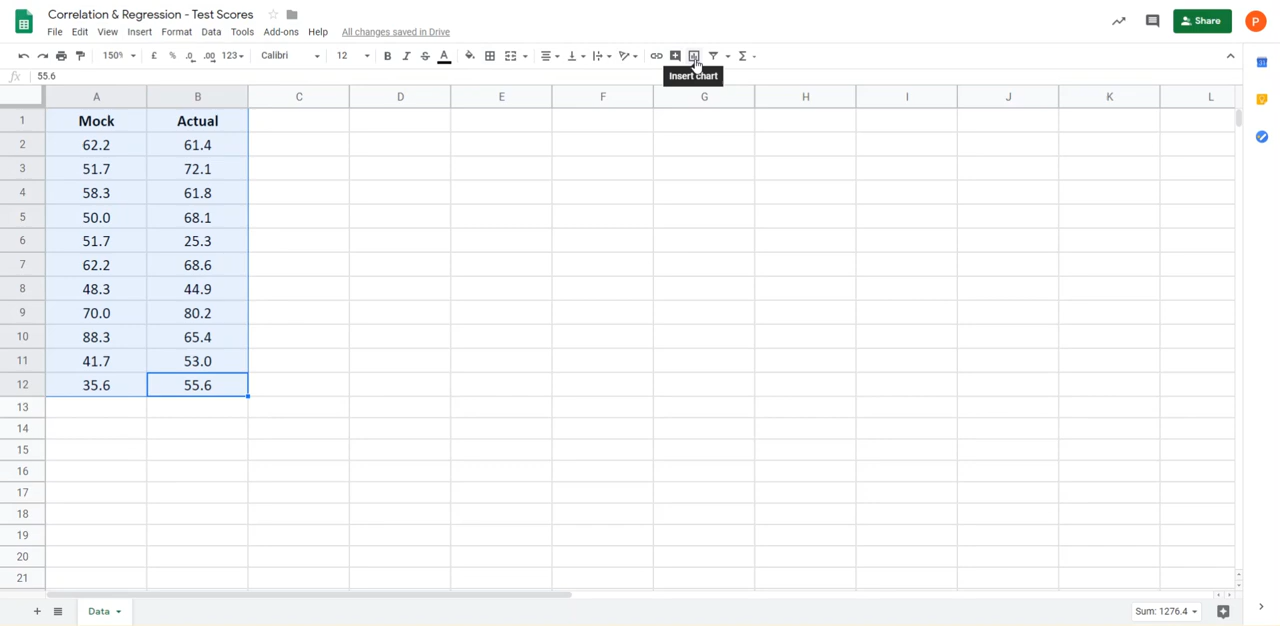 Correlation & Regression - Test Scores
File Edit View Insert Format Data Tools Add-ons Help All changes saved in Drive
Share P
150% £ % .0 .00 123 Calibri 12 B I S A Σ
Insert chart
fx 55.6
A B C D E F G H I J K L
1 Mock Actual
2 62.2 61.4
3 51.7 72.1
4 58.3 61.8
5 50.0 68.1
6 51.7 25.3
7 62.2 68.6
8 48.3 44.9
9 70.0 80.2
10 88.3 65.4
11 41.7 53.0
12 35.6 55.6
13
14
15
16
17
18
19
20
21
+ Data Sum: 1276.4